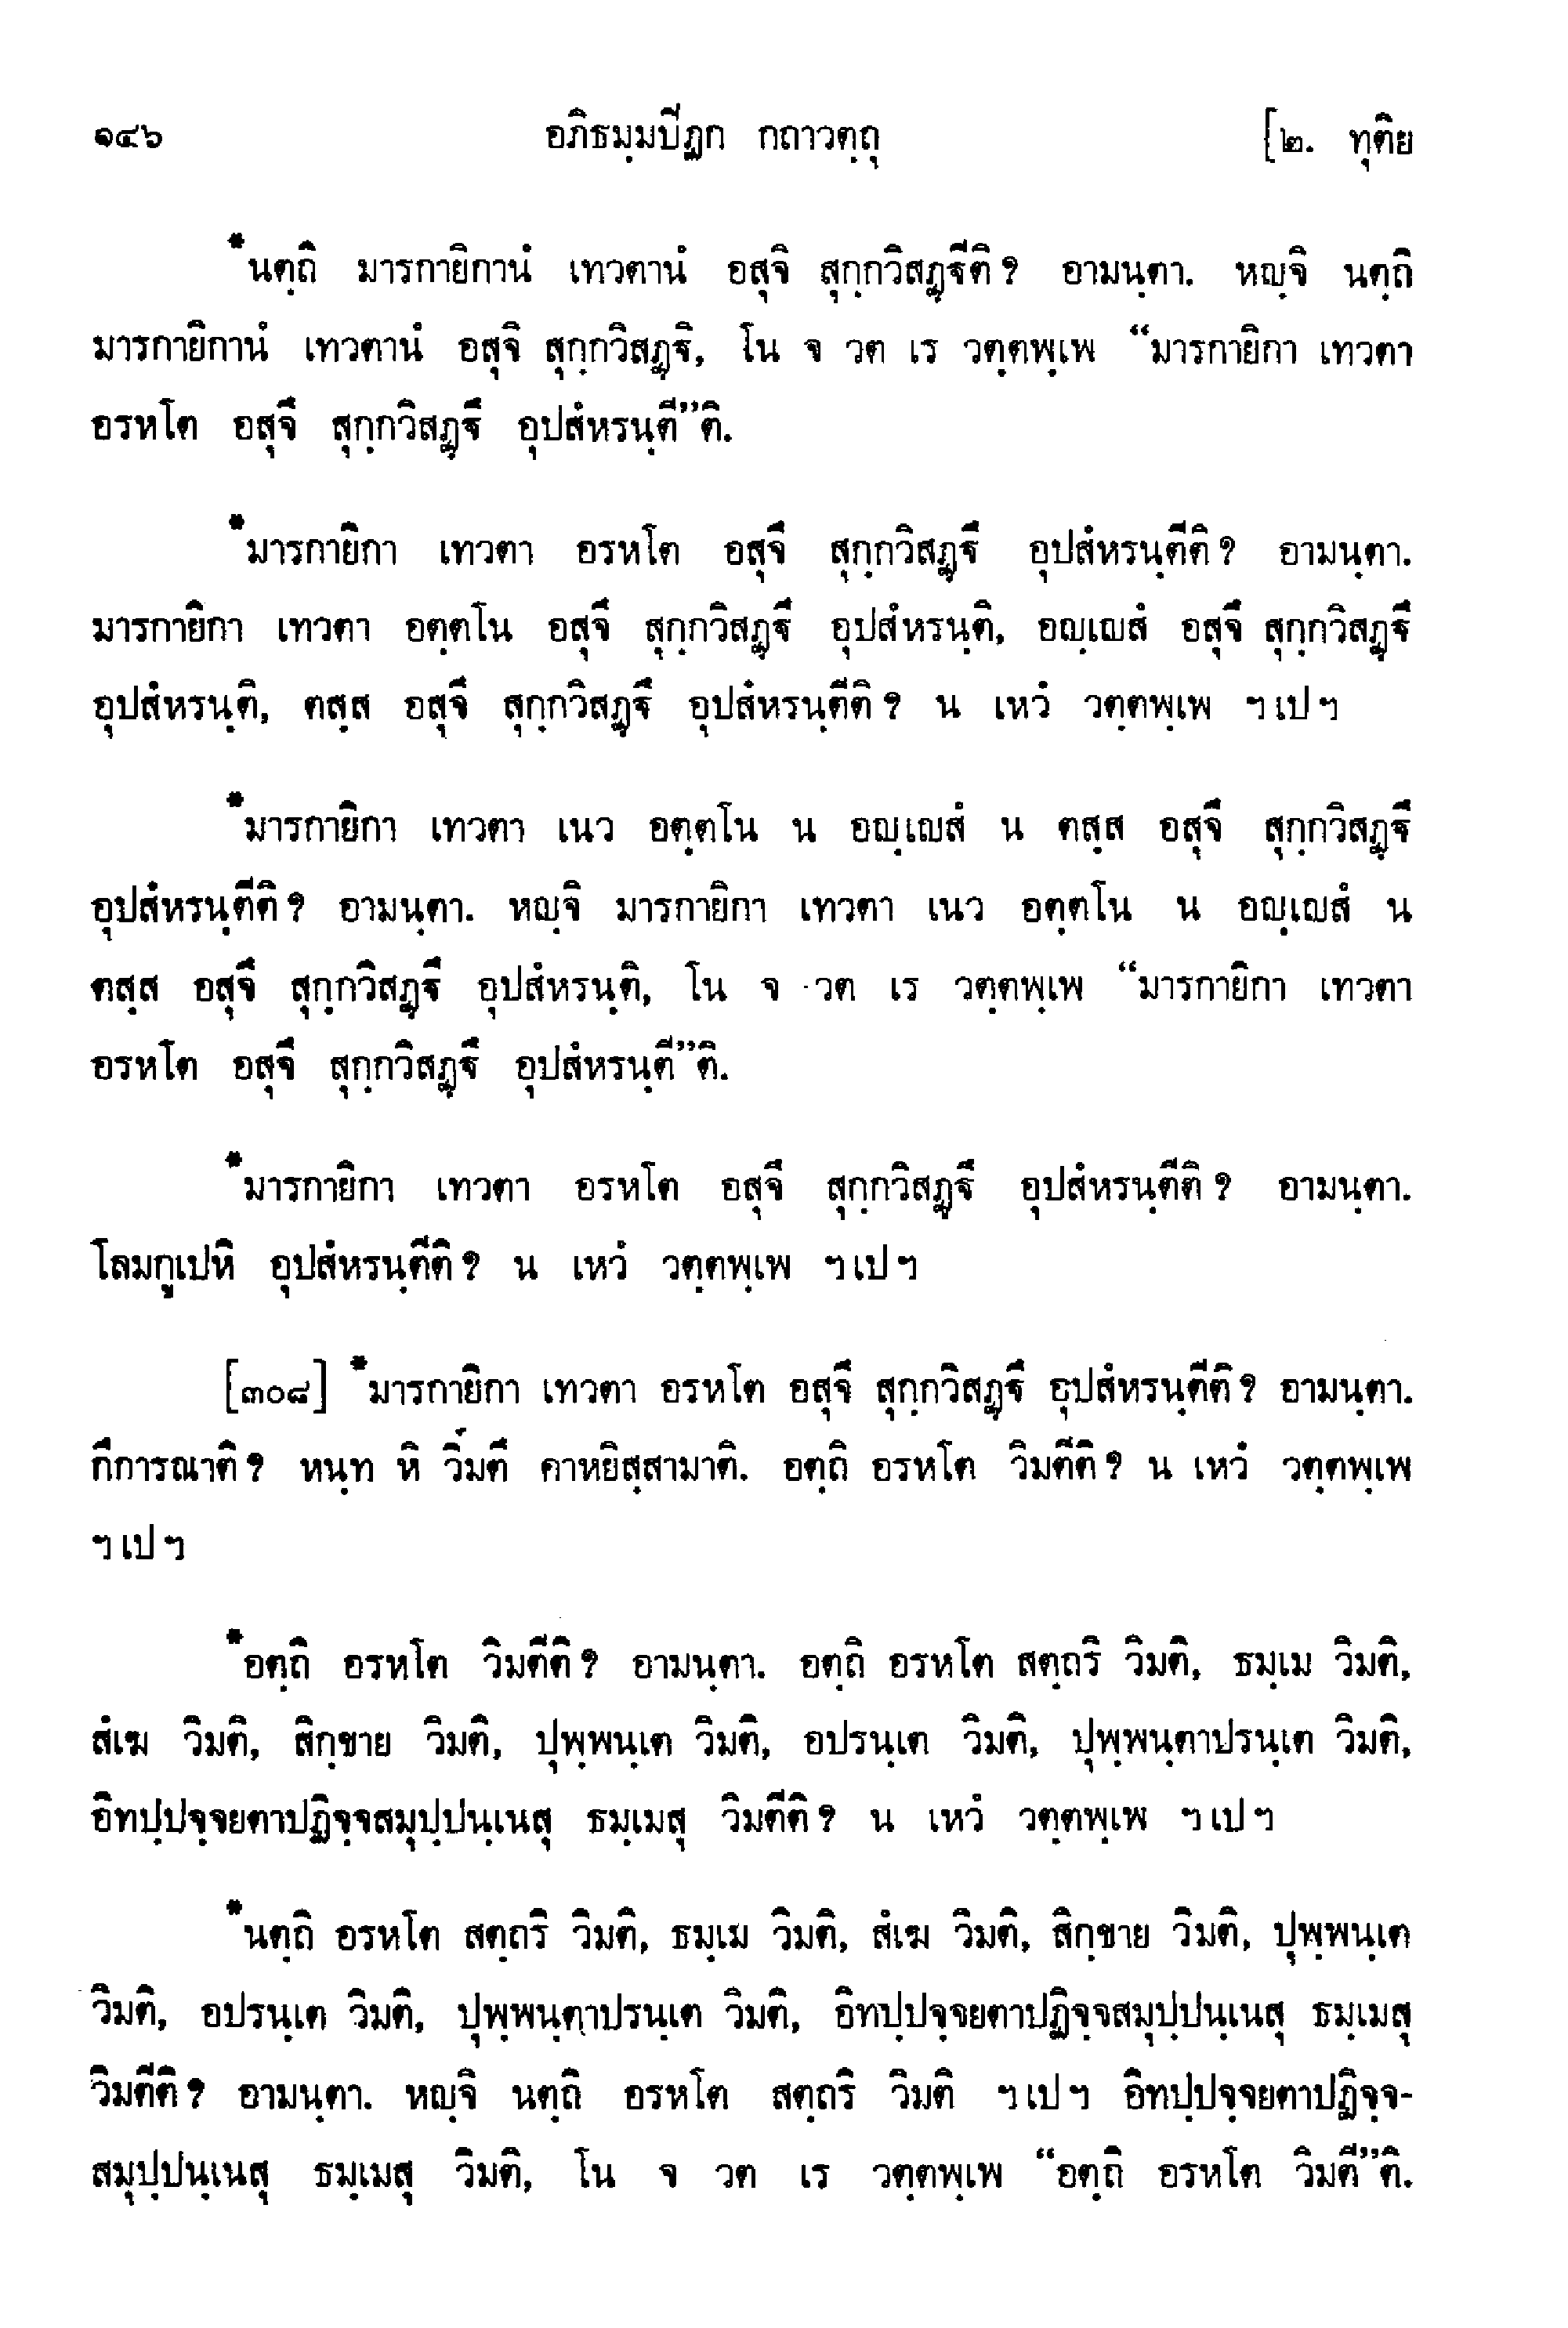 ๑๔๖ อภิธมฺมปิฏก กถาวตฺถุ [๒. ทุติย
*นตฺถิ มารกายิกานํ เทวตานํ อสุจิ สุกฺกวิสฏฺฐีติ? อามนฺตา. หญฺจิ นตฺถิ
มารกายิกานํ เทวตานํ อสุจิ สุกฺกวิสฏฺฐิ, โน จ วต เร วตฺตพฺเพ “มารกายิกา เทวตา
อรหโต อสุจึ สุกฺกวิสฏฺฐึ อุปสํหรนฺตี”ติ.
*มารกายิกา เทวตา อรหโต อสุจึ สุกฺกวิสฏฺฐึ อุปสํหรนฺตีติ? อามนฺตา.
มารกายิกา เทวตา อตฺตโน อสุจึ สุกฺกวิสฏฺฐึ อุปสํหรนฺติ, อญฺเญสํ อสุจึ สุกฺกวิสฏฺฐึ
อุปสํหรนฺติ, ตสฺส อสุจึ สุกฺกวิสฏฺฐึ อุปสํหรนฺตีติ? น เหวํ วตฺตพฺเพ ฯเปฯ
*มารกายิกา เทวตา เนว อตฺตโน น อญฺเญสํ น ตสฺส อสุจึ สุกฺกวิสฏฺฐึ
อุปสํหรนฺตีติ? อามนฺตา. หญฺจิ มารกายิกา เทวตา เนว อตฺตโน น อญฺเญสํ น
ตสฺส อสุจึ สุกฺกวิสฏฺฐึ อุปสํหรนฺติ, โน จ วต เร วตฺตพฺเพ “มารกายิกา เทวตา
อรหโต อสุจึ สุกฺกวิสฏฺฐึ อุปสํหรนฺตี”ติ.
*มารกายิกา เทวตา อรหโต อสุจึ สุกฺกวิสฏฺฐึ อุปสํหรนฺตีติ? อามนฺตา.
โลมกูเปหิ อุปสํหรนฺตีติ? น เหวํ วตฺตพฺเพ ฯเปฯ
[๓๐๘] *มารกายิกา เทวตา อรหโต อสุจึ สุกฺกวิสฏฺฐึ อุปสํหรนฺตีติ? อามนฺตา.
กึการณาติ? หนฺท หิ วิมตึ คาหยิสฺสามาติ. อตฺถิ อรหโต วิมตีติ? น เหวํ วตฺตพฺเพ
ฯเปฯ
*อตฺถิ อรหโต วิมตีติ? อามนฺตา. อตฺถิ อรหโต สตฺถริ วิมติ, ธมฺเม วิมติ,
สํเฆ วิมติ, สิกฺขาย วิมติ, ปุพฺพนฺเต วิมติ, อปรนฺเต วิมติ, ปุพฺพนฺตาปรนฺเต วิมติ,
อิทปฺปจฺจยตาปฏิจฺจสมุปฺปนฺเนสุ ธมฺเมสุ วิมตีติ? น เหวํ วตฺตพฺเพ ฯเปฯ
*นตฺถิ อรหโต สตฺถริ วิมติ, ธมฺเม วิมติ, สํเฆ วิมติ, สิกฺขาย วิมติ, ปุพฺพนฺเต
วิมติ, อปรนฺเต วิมติ, ปุพฺพนฺตาปรนฺเต วิมติ, อิทปฺปจฺจยตาปฏิจฺจสมุปฺปนฺเนสุ ธมฺเมสุ
วิมตีติ? อามนฺตา. หญฺจิ นตฺถิ อรหโต สตฺถริ วิมติ ฯเปฯ อิทปฺปจฺจยตาปฏิจฺจ-
สมุปฺปนฺเนสุ ธมฺเมสุ วิมติ, โน จ วต เร วตฺตพฺเพ “อตฺถิ อรหโต วิมตี”ติ.